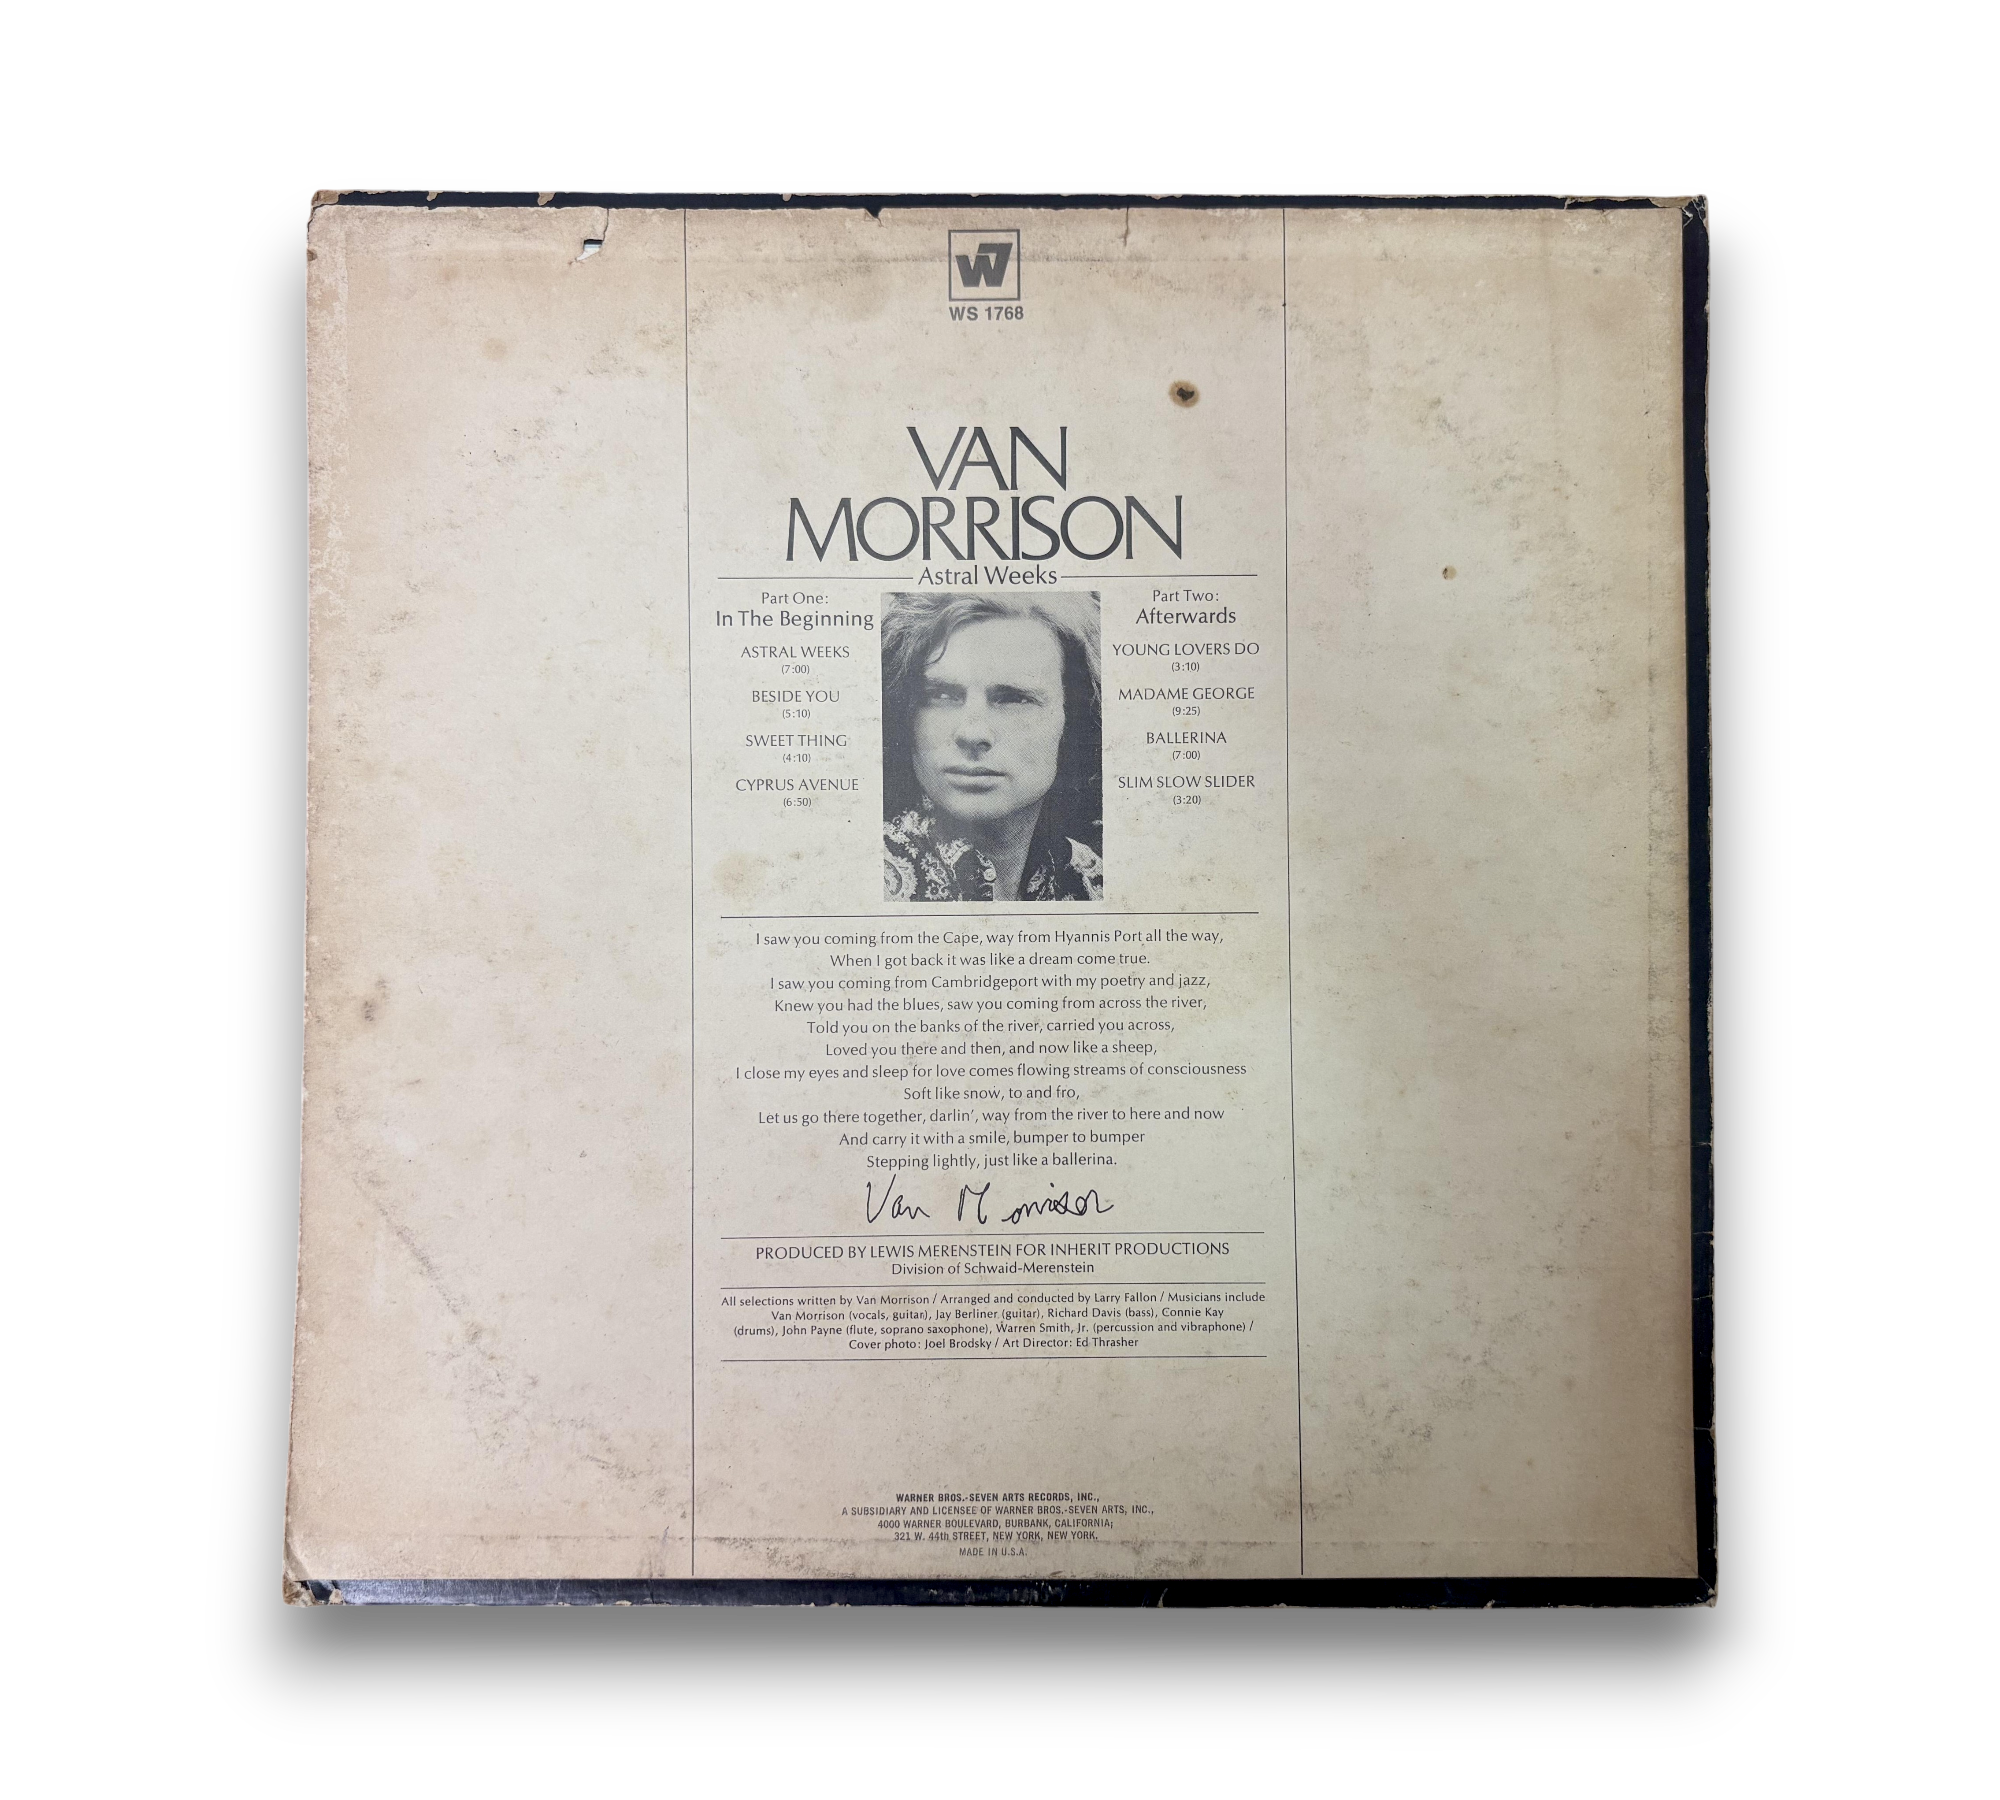 W7
WS 1768
VAN
MORRISON
Astral Weeks
Part One:
In The Beginning
ASTRAL WEEKS
(7:00)
BESIDE YOU
(5:10)
SWEET THING
(4:10)
CYPRUS AVENUE
(6:50)
Part Two:
Afterwards
YOUNG LOVERS DO
(3:10)
MADAME GEORGE
(9:25)
BALLERINA
(7:00)
SLIM SLOW SLIDER
(3:20)
I saw you coming from the Cape, way from Hyannis Port all the way,
When I got back it was like a dream come true.
I saw you coming from Cambridgeport with my poetry and jazz,
Knew you had the blues, saw you coming from across the river,
Told you on the banks of the river, carried you across,
Loved you there and then, and now like a sheep,
I close my eyes and sleep for love comes flowing streams of consciousness
Soft like snow, to and fro,
Let us go there together, darlin', way from the river to here and now
And carry it with a smile, bumper to bumper
Stepping lightly, just like a ballerina.
Van Morrison
PRODUCED BY LEWIS MERENSTEIN FOR INHERIT PRODUCTIONS
Division of Schwaid-Merenstein
All selections written by Van Morrison / Arranged and conducted by Larry Fallon / Musicians include
Van Morrison (vocals, guitar), Jay Berliner (guitar), Richard Davis (bass), Connie Kay
(drums), John Payne (flute, soprano saxophone), Warren Smith, Jr. (percussion and vibraphone) /
Cover photo: Joel Brodsky / Art Director: Ed Thrasher
WARNER BROS.-SEVEN ARTS RECORDS, INC.,
A SUBSIDIARY AND LICENSEE OF WARNER BROS.-SEVEN ARTS, INC.,
4000 WARNER BOULEVARD, BURBANK, CALIFORNIA;
321 W. 44th STREET, NEW YORK, NEW YORK.
MADE IN U.S.A.